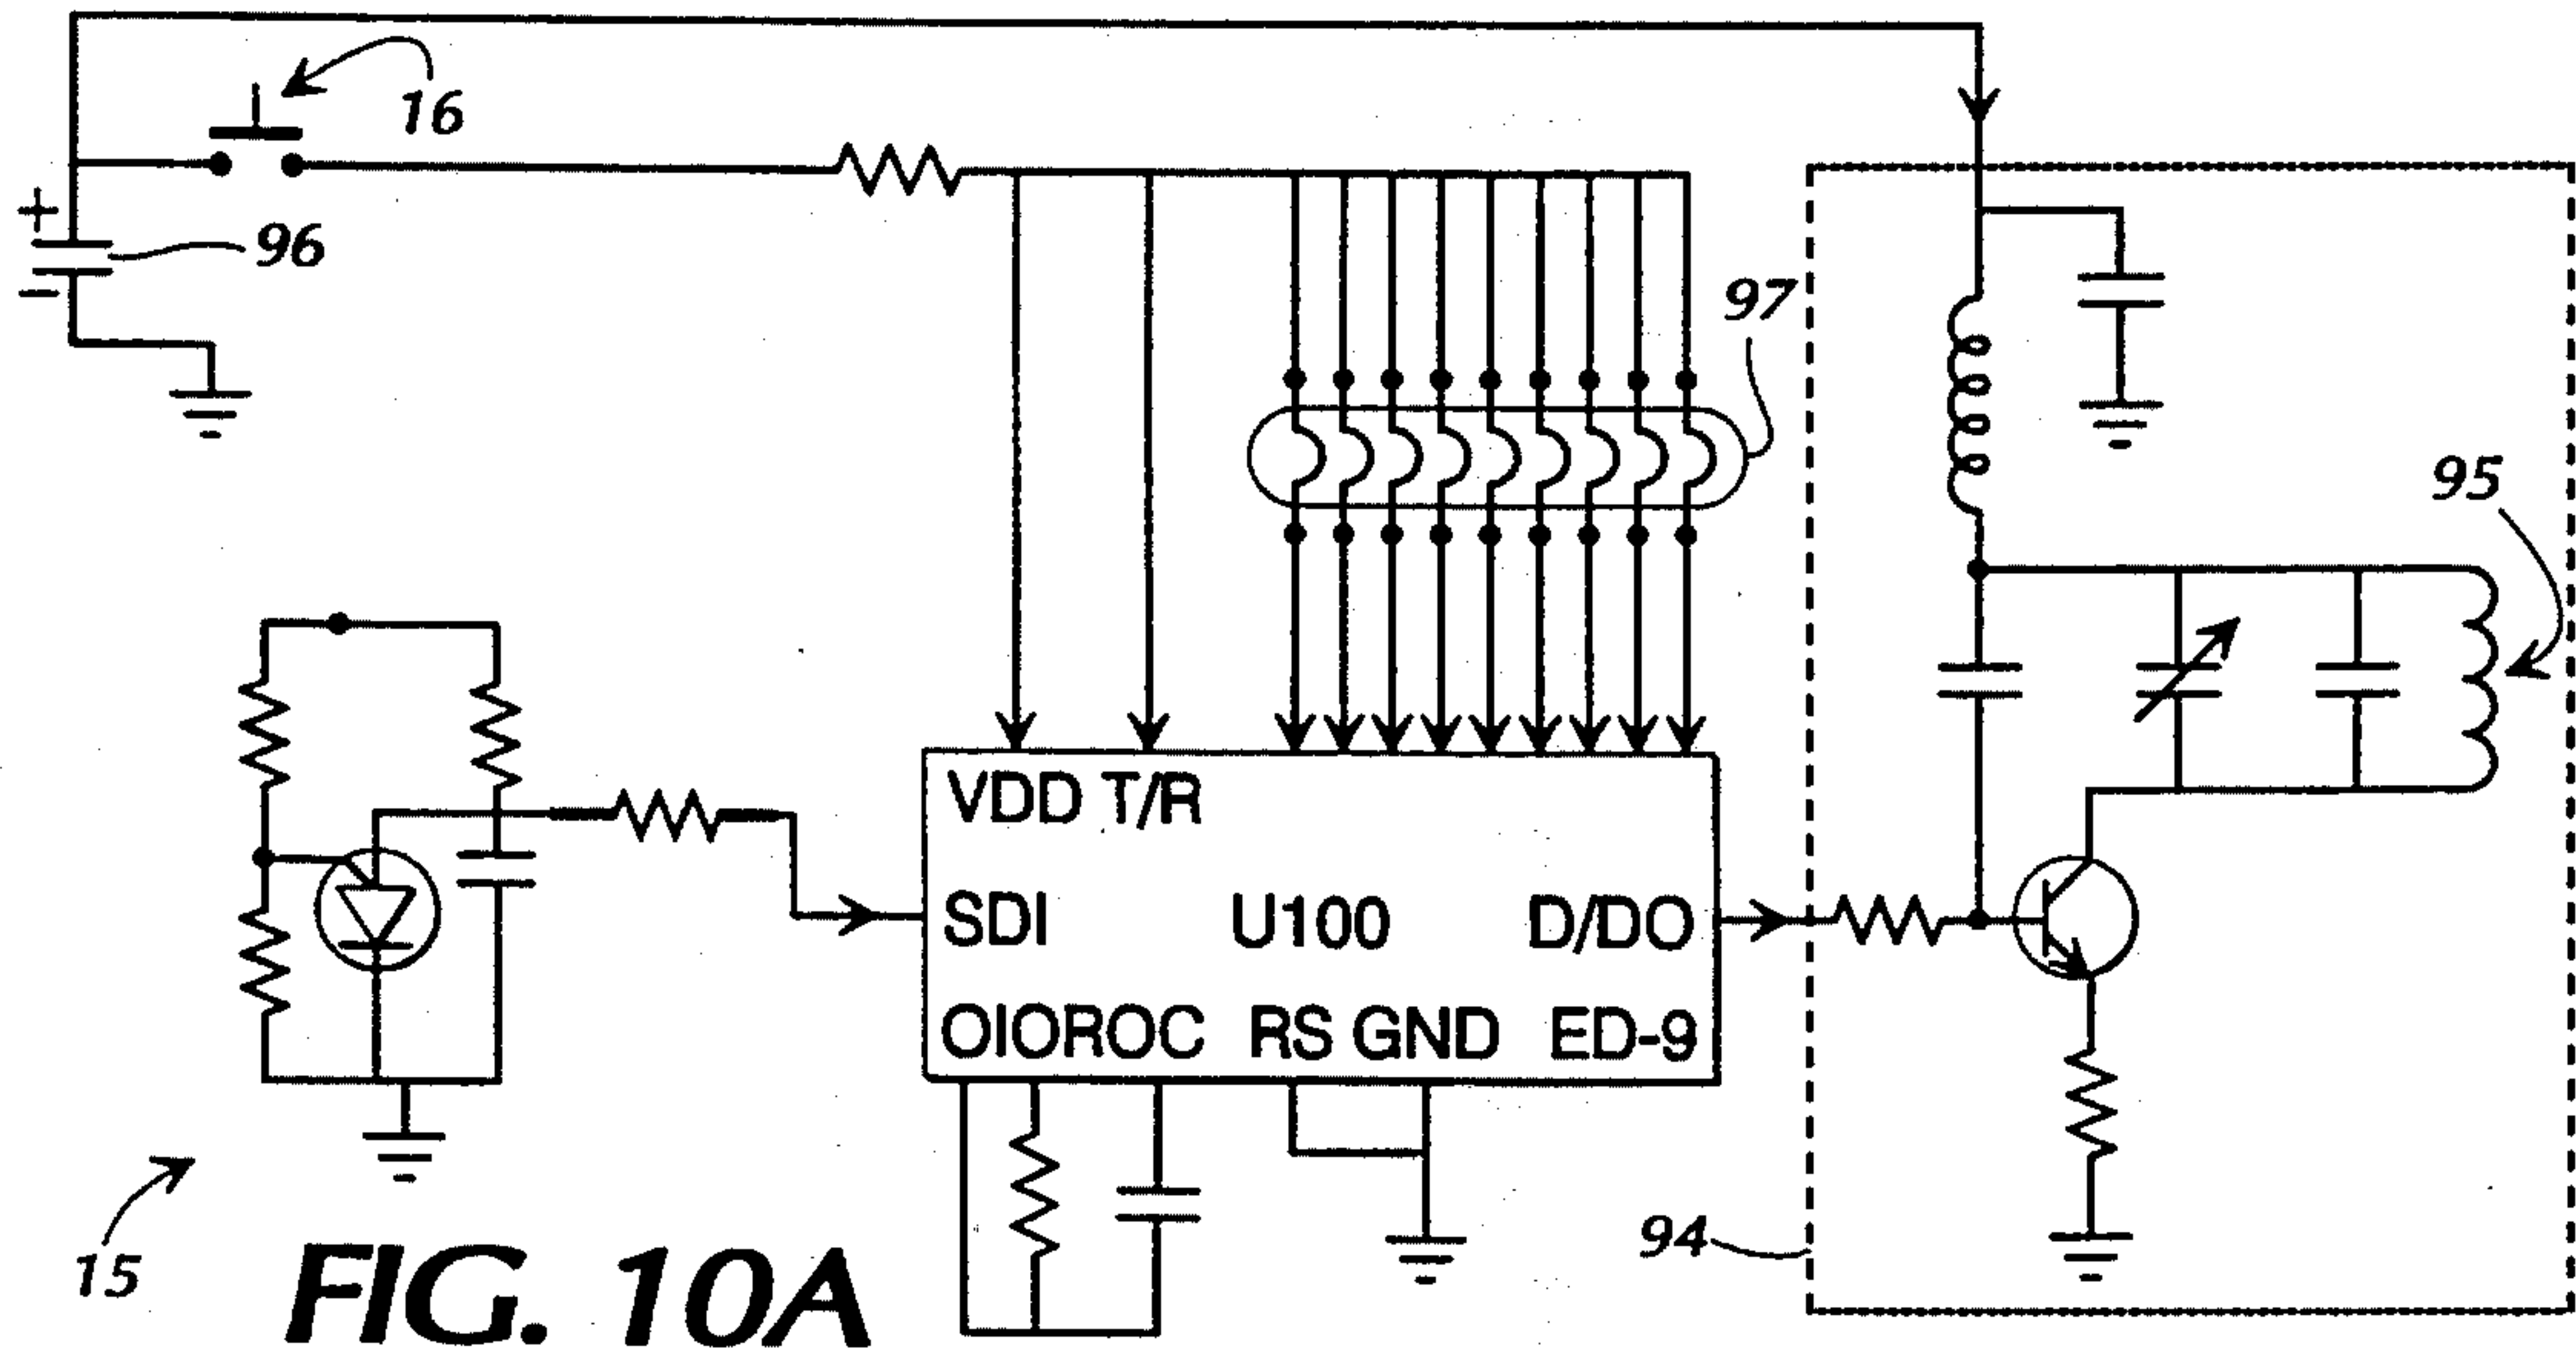 16
+
96
−
97
95
VDD T/R
SDI U100 D/DO
OIOROC RS GND ED-9
94
15
FIG. 10A